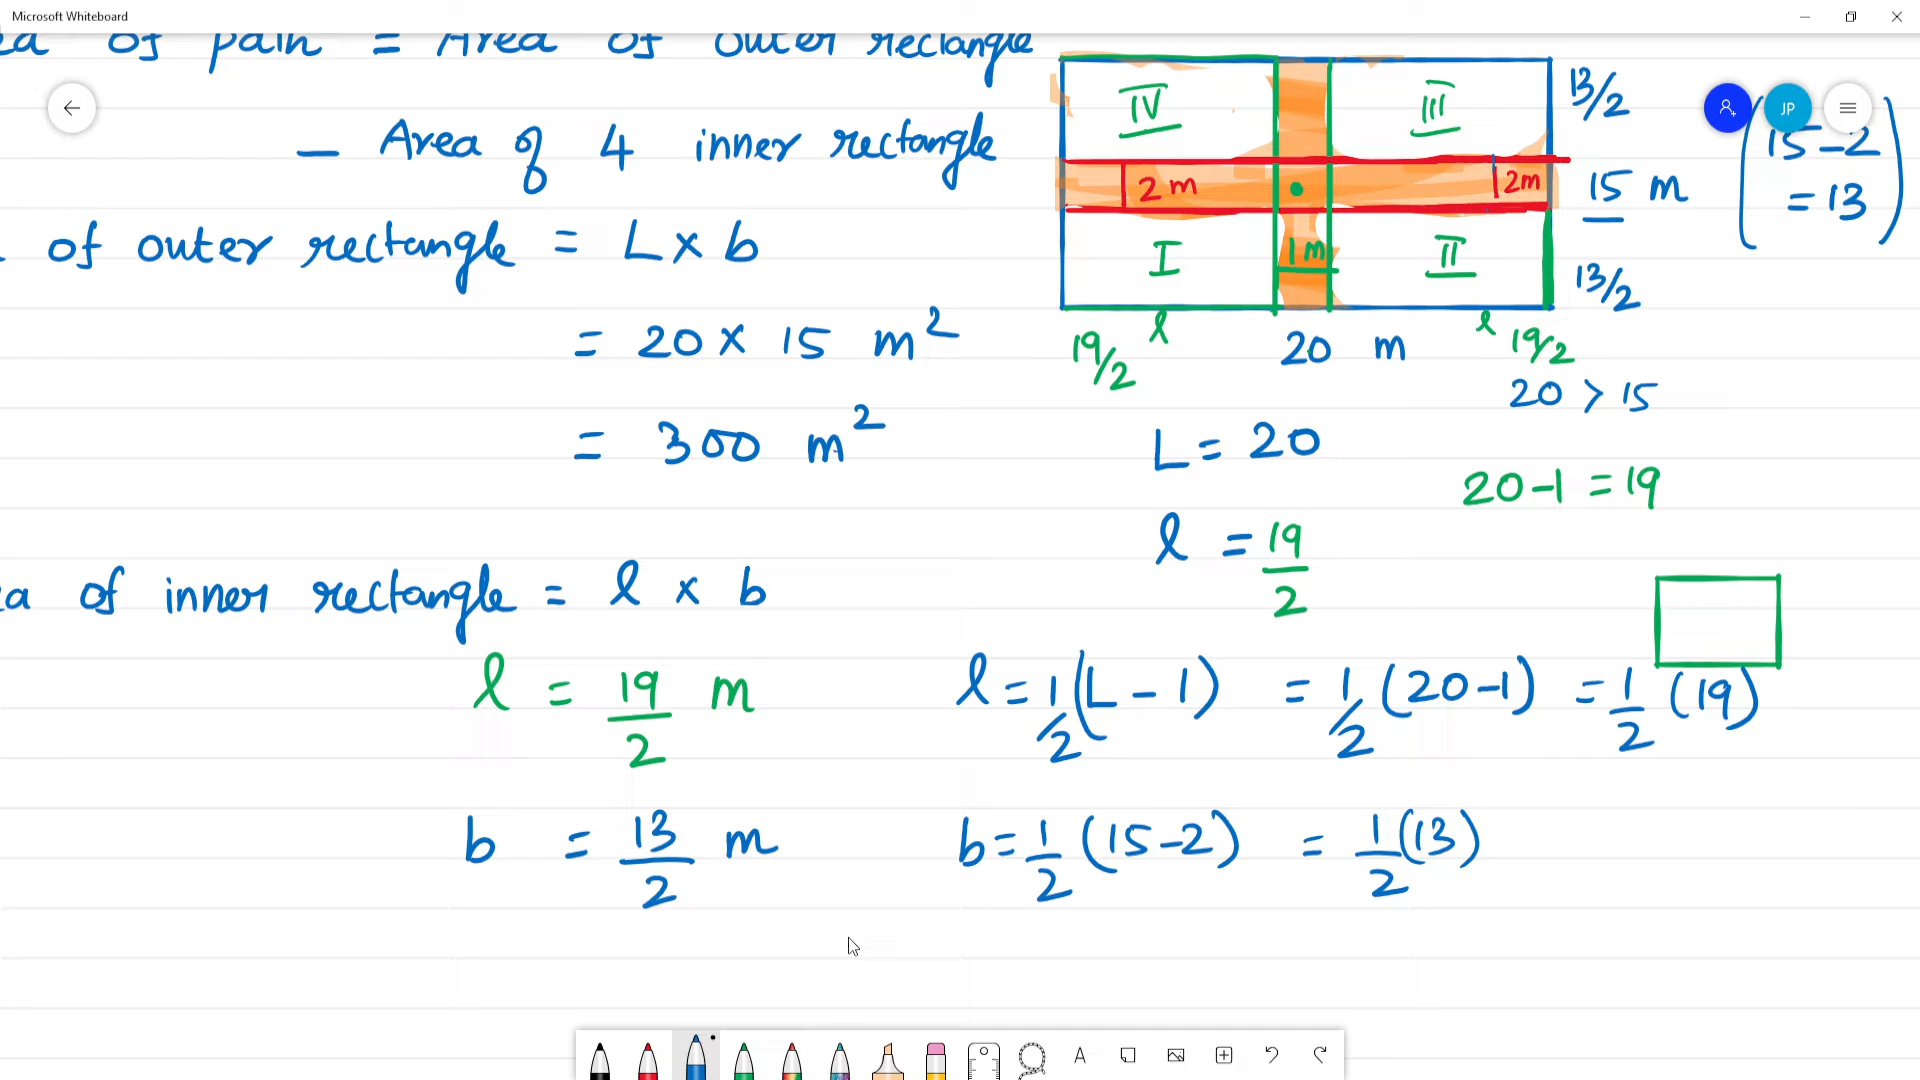 Microsoft Whiteboard
of path = Area of outer rectangle
— Area of 4 inner rectangle
of outer rectangle = L x b
= 20 x 15 m²
= 300 m²
of inner rectangle = l x b
l = 19/2 m
b = 13/2 m
IV
III
2 m
2m
I
1m
II
13/2
15 m
13/2
(15-2
= 13)
JP
19/2
l
20 m
l
19/2
20 > 15
L = 20
20-1 = 19
l = 19/2
l = 1/2 (L - 1) = 1/2 (20-1) = 1/2 (19)
b = 1/2 (15-2) = 1/2 (13)
A